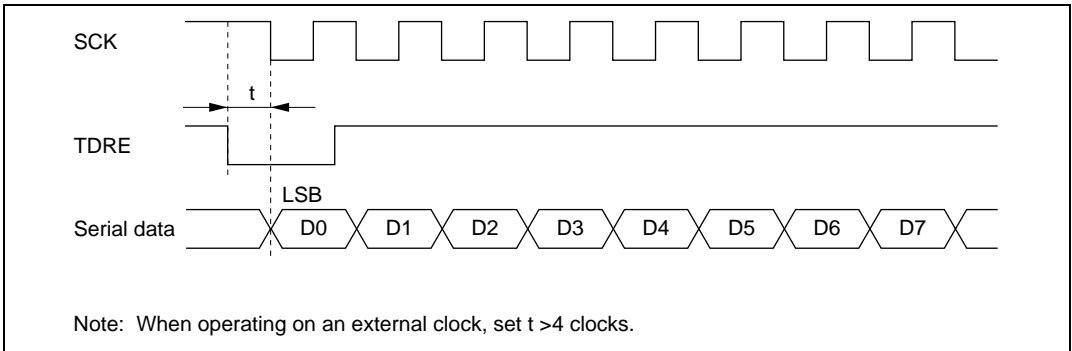 SCK
t
TDRE
LSB
Serial data D0 D1 D2 D3 D4 D5 D6 D7
Note: When operating on an external clock, set t >4 clocks.